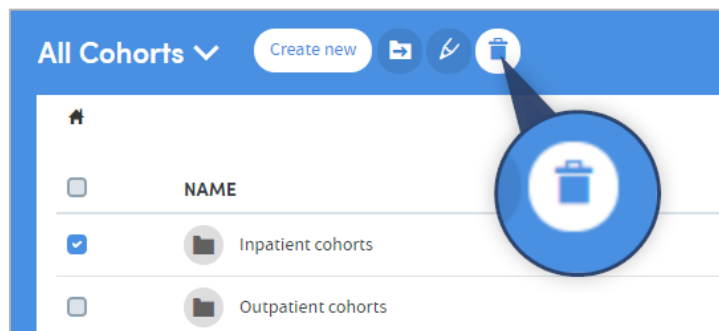 All Cohorts Create new
NAME
Inpatient cohorts
Outpatient cohorts